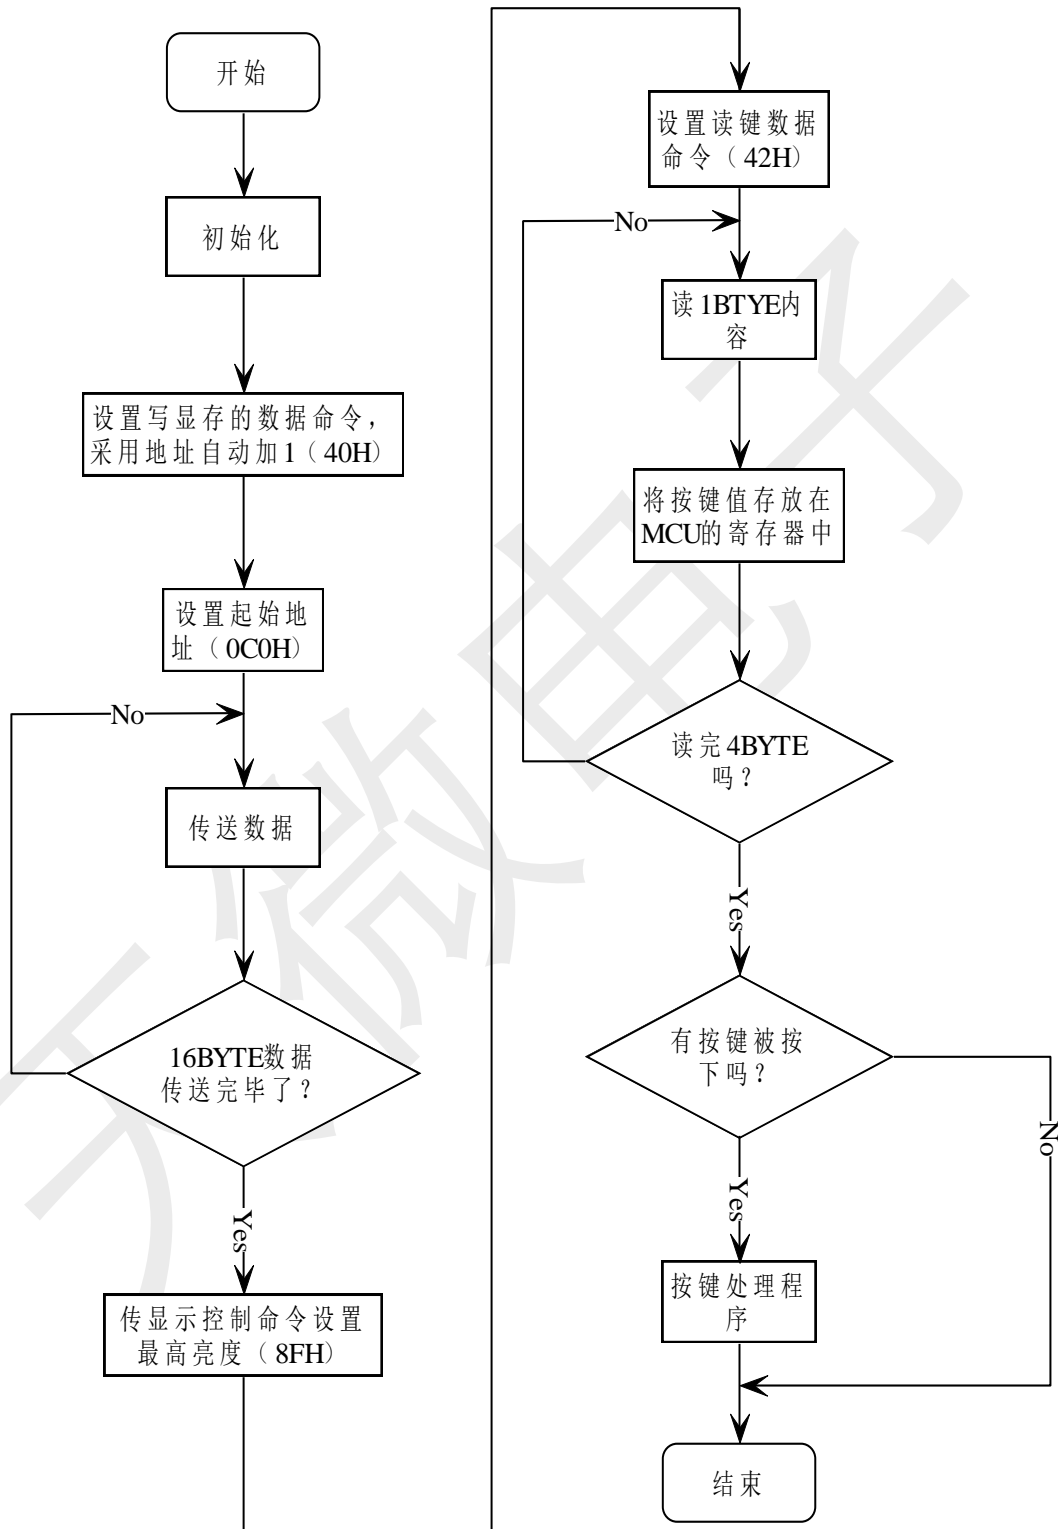 开始
初始化
设置写显存的数据命令，
采用地址自动加1（40H）
设置起始地
址（0C0H）
No
传送数据
16BYTE数据
传送完毕了？
Yes
传显示控制命令设置
最高亮度（8FH）
设置读键数据
命令（42H）
No
读1BTYE内
容
将按键值存放在
MCU的寄存器中
读完4BYTE
吗？
Yes
有按键被按
下吗？
No
Yes
按键处理程
序
结束
天微电子